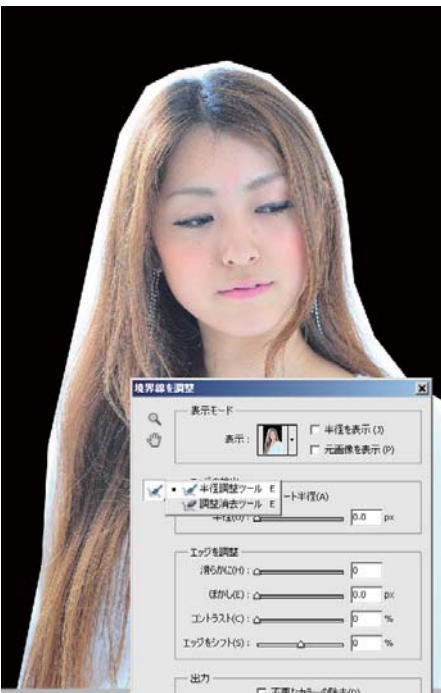 境界線を調整
表示モード
表示:
半径を表示 (J)
元画像を表示 (P)
半径調整ツール E
調整消去ツール E
ート半径(A)
0.0 px
エッジを調整
滑らかに(H): 0
ぼかし(E): 0.0 px
コントラスト(C): 0 %
エッジをシフト(S): 0 %
出力